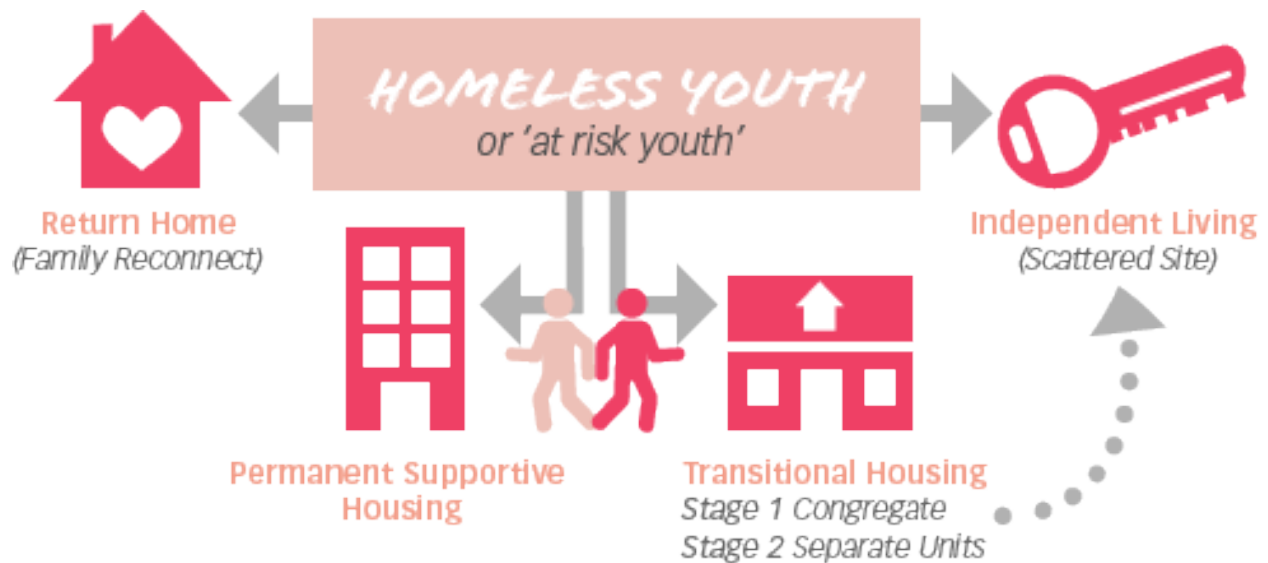 HOMELESS YOUTH
or 'at risk youth'
Return Home
(Family Reconnect)
Independent Living
(Scattered Site)
Permanent Supportive
Housing
Transitional Housing
Stage 1 Congregate
Stage 2 Separate Units